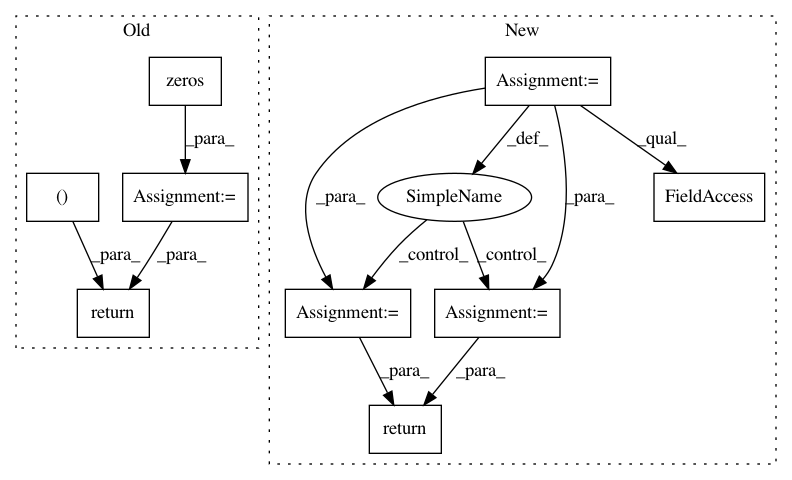 Old
New
zeros
Assignment:=
_para_
_def_
_qual_
()
Assignment:=
_para_
SimpleName
_para_
FieldAccess
_para_
_para_
_control_
_control_
return
Assignment:=
Assignment:=
_para_
_para_
return